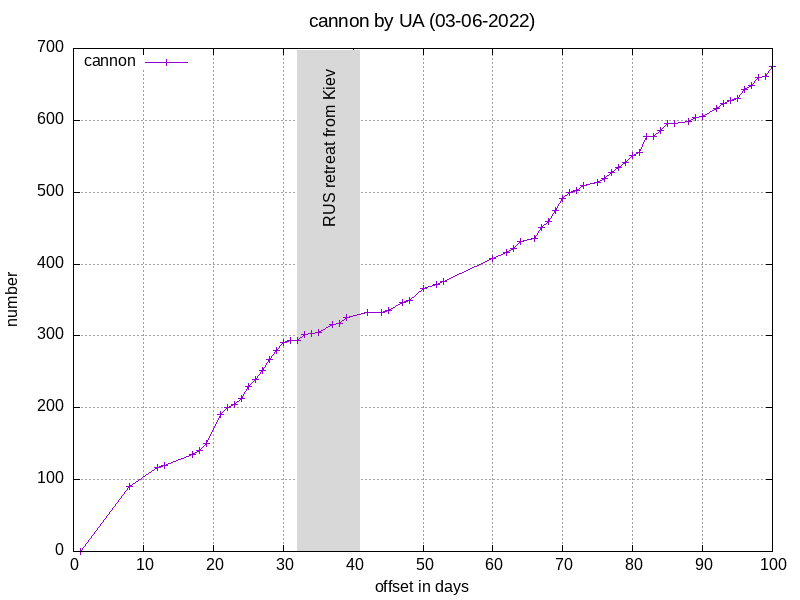 cannon by UA (03-06-2022)
700
600
500
400
300
200
100
0
number
cannon
RUS retreat from Kiev
0 10 20 30 40 50 60 70 80 90 100
offset in days